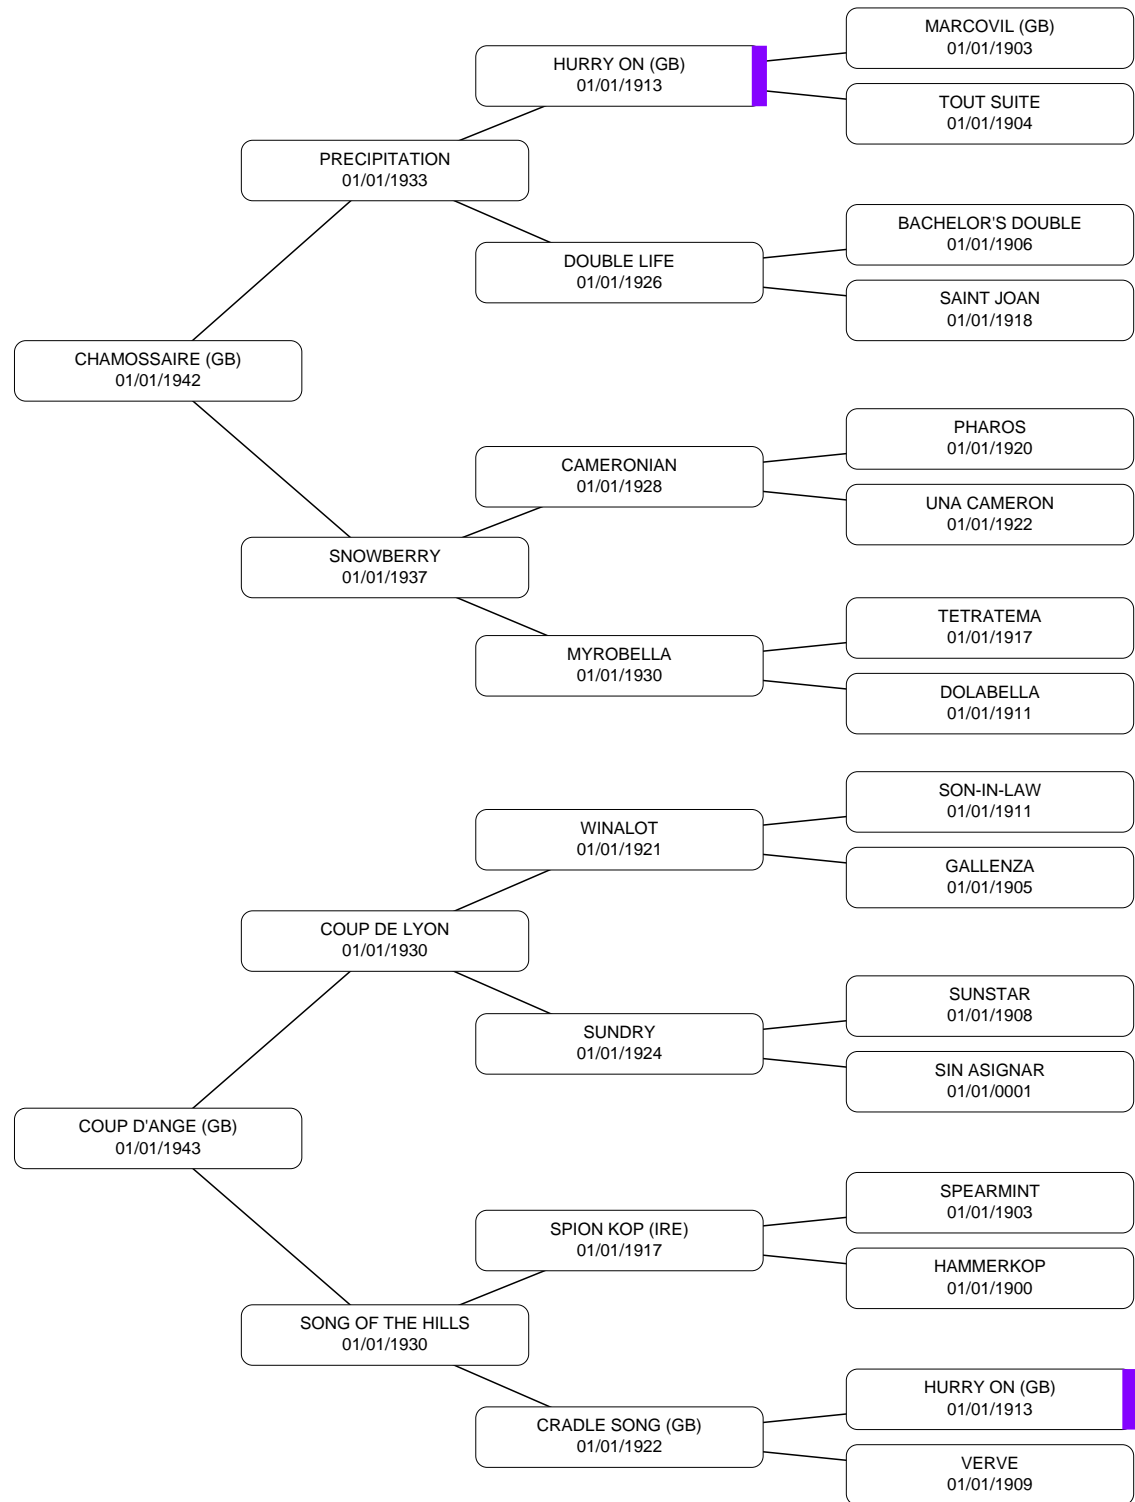 MARCOVIL (GB)
01/01/1903
HURRY ON (GB)
01/01/1913
TOUT SUITE
01/01/1904
PRECIPITATION
01/01/1933
BACHELOR'S DOUBLE
01/01/1906
DOUBLE LIFE
01/01/1926
SAINT JOAN
01/01/1918
CHAMOSSAIRE (GB)
01/01/1942
PHAROS
01/01/1920
CAMERONIAN
01/01/1928
UNA CAMERON
01/01/1922
SNOWBERRY
01/01/1937
TETRATEMA
01/01/1917
MYROBELLA
01/01/1930
DOLABELLA
01/01/1911
SON-IN-LAW
01/01/1911
WINALOT
01/01/1921
GALLENZA
01/01/1905
COUP DE LYON
01/01/1930
SUNSTAR
01/01/1908
SUNDRY
01/01/1924
SIN ASIGNAR
01/01/0001
COUP D'ANGE (GB)
01/01/1943
SPEARMINT
01/01/1903
SPION KOP (IRE)
01/01/1917
HAMMERKOP
01/01/1900
SONG OF THE HILLS
01/01/1930
HURRY ON (GB)
01/01/1913
CRADLE SONG (GB)
01/01/1922
VERVE
01/01/1909